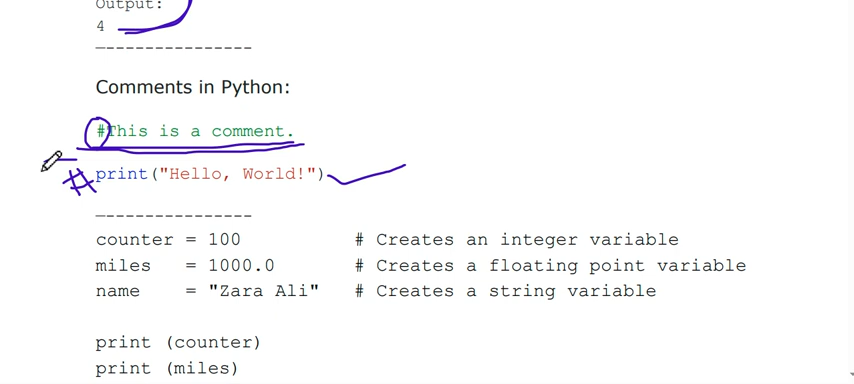 Output:
4
----------------
Comments in Python:
#This is a comment.
# print("Hello, World!")
----------------
counter = 100 # Creates an integer variable
miles = 1000.0 # Creates a floating point variable
name = "Zara Ali" # Creates a string variable
print (counter)
print (miles)